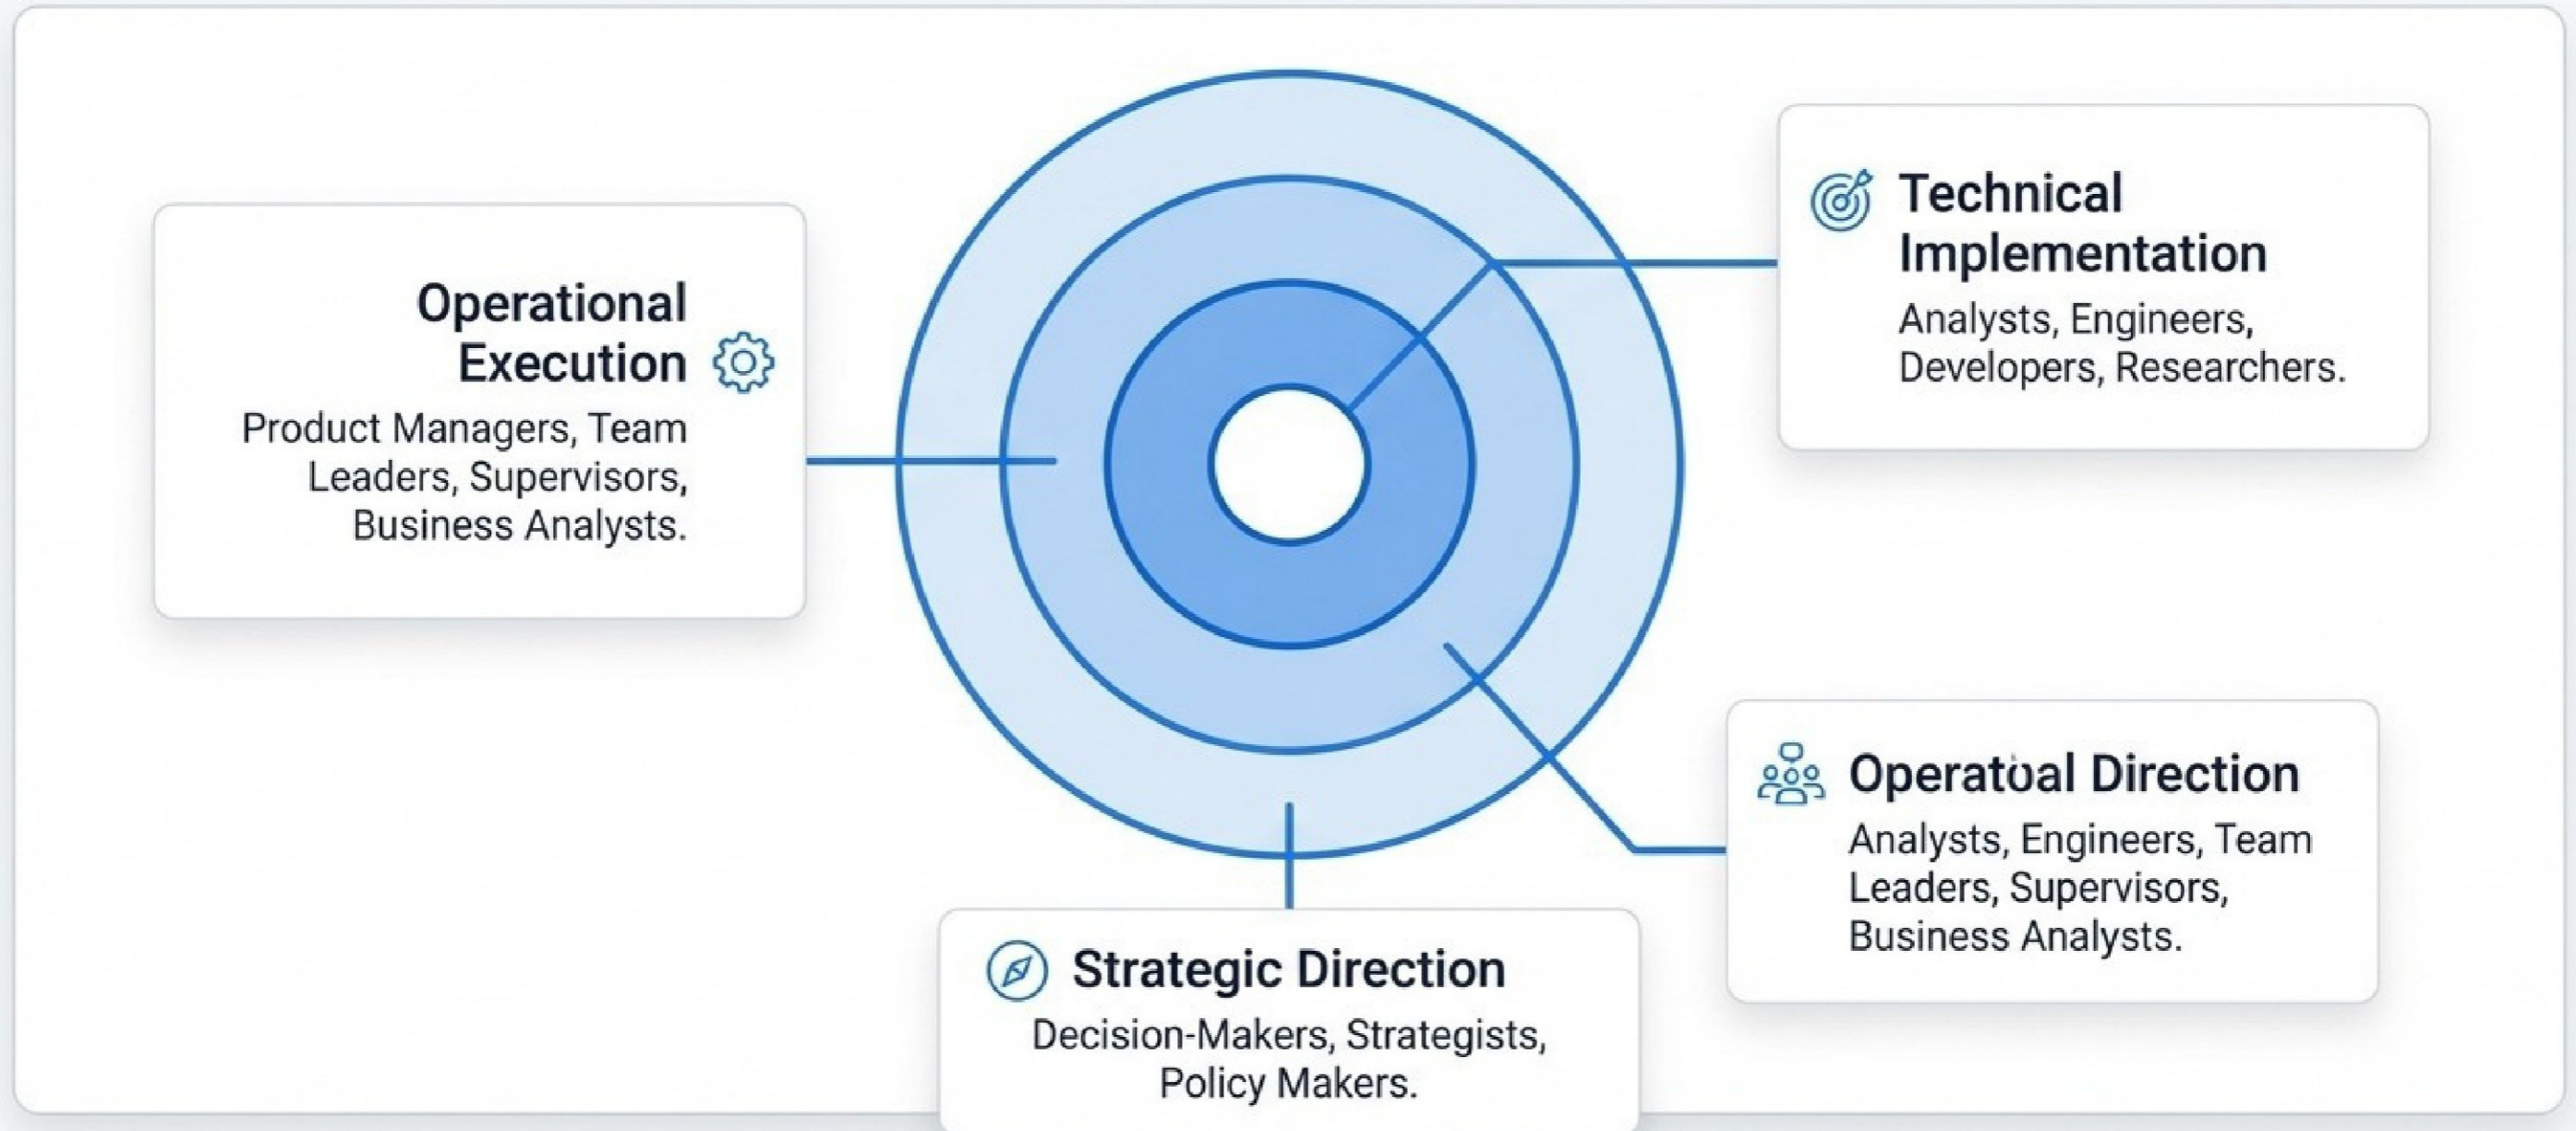 Operational
Execution
Product Managers, Team
Leaders, Supervisors,
Business Analysts.
Technical
Implementation
Analysts, Engineers,
Developers, Researchers.
Direction
Analysts, Engineers, Team
Leaders, Supervisors,
Business Analysts.
Strategic Direction
Decision-Makers, Strategists,
Policy Makers.